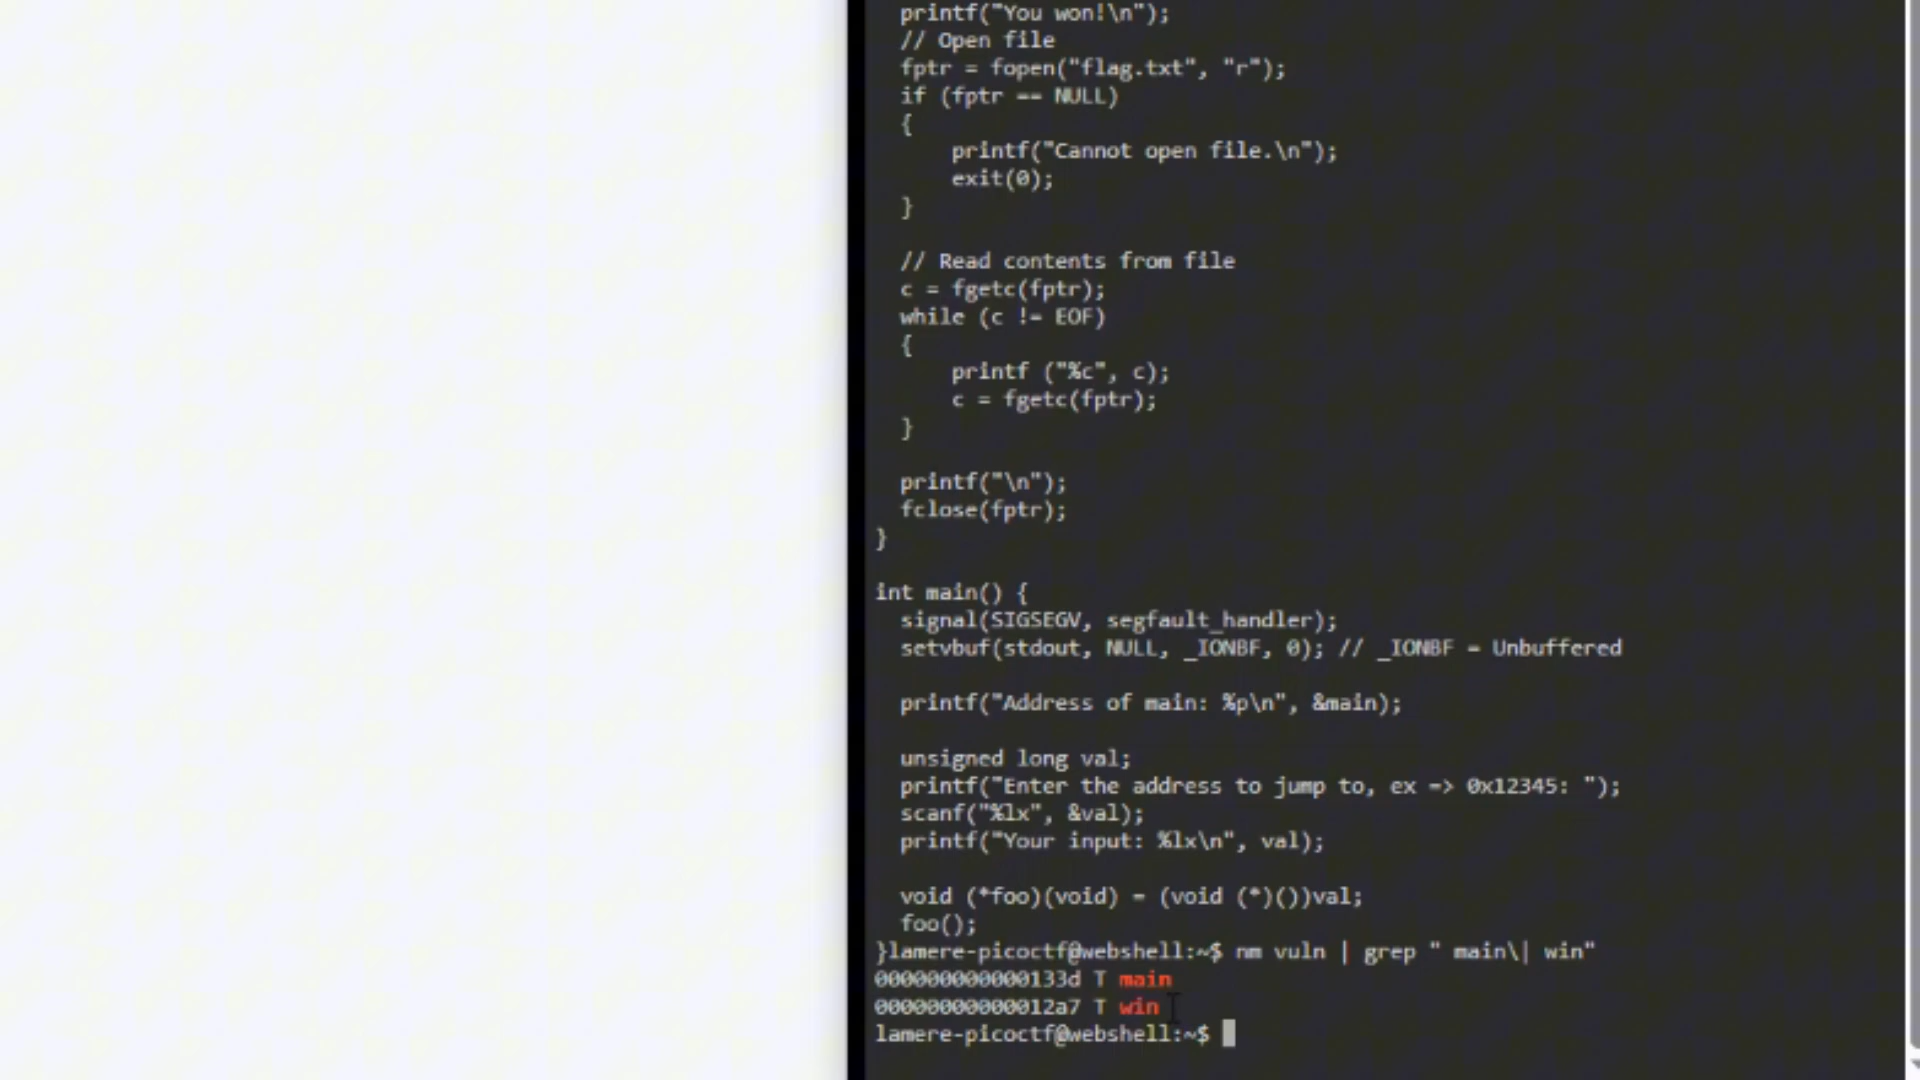 printf("You won!\n");
// Open file
fptr = fopen("flag.txt", "r");
if (fptr == NULL)
{
printf("Cannot open file.\n");
exit(0);
}
// Read contents from file
c = fgetc(fptr);
while (c != EOF)
{
printf ("%c", c);
c = fgetc(fptr);
}
printf("\n");
fclose(fptr);
}
int main() {
signal(SIGSEGV, segfault_handler);
setvbuf(stdout, NULL, _IONBF, 0); // _IONBF = Unbuffered
printf("Address of main: %p\n", &main);
unsigned long val;
printf("Enter the address to jump to, ex => 0x12345: ");
scanf("%lx", &val);
printf("Your input: %lx\n", val);
void (*foo)(void) = (void (*)())val;
foo();
}lamere-picoctf@webshell:~$ nm vuln | grep " main\| win"
000000000000133d T main
00000000000012a7 T win
lamere-picoctf@webshell:~$